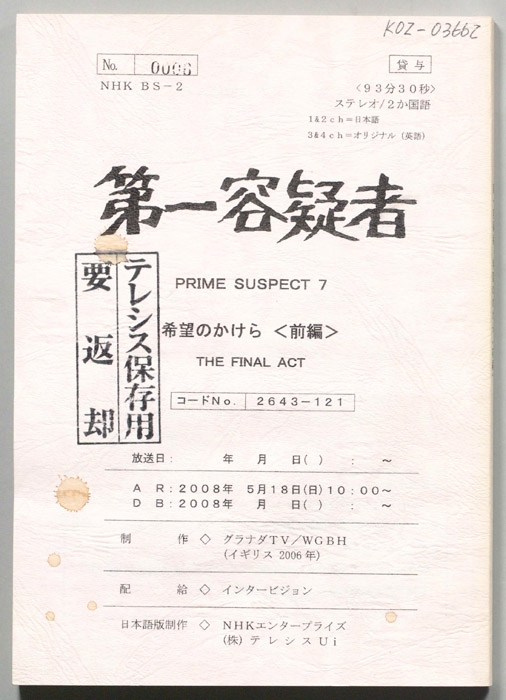 K02-03662
No. 0006
貸与
NHK BS-2
〈93分30秒〉
ステレオ/2か国語
1&2ch=日本語
3&4ch=オリジナル (英語)
第一容疑者
PRIME SUSPECT 7
希望のかけら <前編>
THE FINAL ACT
コードNo. 2643-121
テレシス保存用
要返却
放送日: 年 月 日( ) : ~
AR:2008年 5月18日(日)10:00~
DB:2008年 月 日( ) : ~
制作 ◇ グラナダTV/WGBH
(イギリス 2006年)
配給 ◇ インタービジョン
日本語版制作 ◇ NHKエンタープライズ
(株) テレシスUi